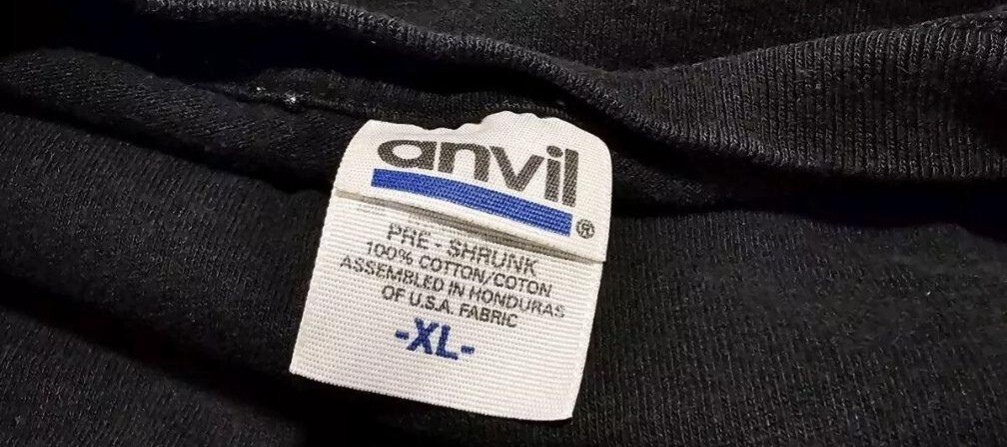 anvil®
PRE - SHRUNK
100% COTTON/COTON
ASSEMBLED IN HONDURAS
OF U.S.A. FABRIC
-XL-